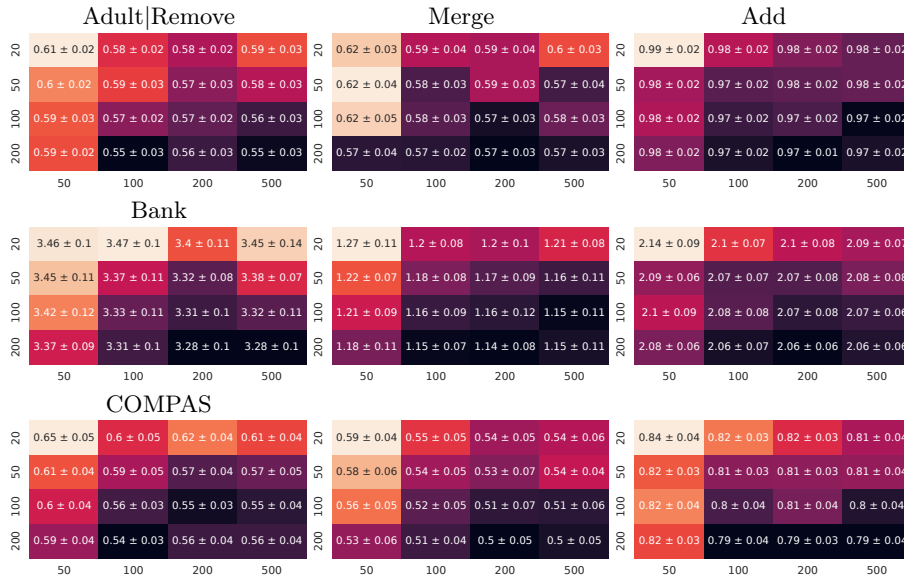 Adult|Remove Merge Add
20 0.61 ± 0.02 0.58 ± 0.02 0.58 ± 0.02 0.59 ± 0.03 20 0.62 ± 0.03 0.59 ± 0.04 0.59 ± 0.04 0.6 ± 0.03 20 0.99 ± 0.02 0.98 ± 0.02 0.98 ± 0.02 0.98 ± 0.02
50 0.6 ± 0.02 0.59 ± 0.03 0.57 ± 0.03 0.58 ± 0.03 50 0.62 ± 0.04 0.58 ± 0.03 0.59 ± 0.03 0.57 ± 0.04 50 0.98 ± 0.02 0.97 ± 0.02 0.98 ± 0.02 0.98 ± 0.02
100 0.59 ± 0.03 0.57 ± 0.02 0.57 ± 0.02 0.56 ± 0.03 100 0.62 ± 0.05 0.58 ± 0.03 0.57 ± 0.03 0.58 ± 0.03 100 0.98 ± 0.02 0.97 ± 0.02 0.97 ± 0.02 0.97 ± 0.02
200 0.59 ± 0.02 0.55 ± 0.03 0.56 ± 0.03 0.55 ± 0.03 200 0.57 ± 0.04 0.57 ± 0.02 0.57 ± 0.03 0.57 ± 0.03 200 0.98 ± 0.02 0.97 ± 0.02 0.97 ± 0.01 0.97 ± 0.02
50 100 200 500 50 100 200 500 50 100 200 500
Bank
20 3.46 ± 0.1 3.47 ± 0.1 3.4 ± 0.11 3.45 ± 0.14 20 1.27 ± 0.11 1.2 ± 0.08 1.2 ± 0.1 1.21 ± 0.08 20 2.14 ± 0.09 2.1 ± 0.07 2.1 ± 0.08 2.09 ± 0.07
50 3.45 ± 0.11 3.37 ± 0.11 3.32 ± 0.08 3.38 ± 0.07 50 1.22 ± 0.07 1.18 ± 0.08 1.17 ± 0.09 1.16 ± 0.11 50 2.09 ± 0.06 2.07 ± 0.07 2.07 ± 0.08 2.08 ± 0.08
100 3.42 ± 0.12 3.33 ± 0.11 3.31 ± 0.1 3.32 ± 0.11 100 1.21 ± 0.09 1.16 ± 0.09 1.16 ± 0.12 1.15 ± 0.11 100 2.1 ± 0.09 2.08 ± 0.08 2.07 ± 0.08 2.07 ± 0.06
200 3.37 ± 0.09 3.31 ± 0.1 3.28 ± 0.1 3.28 ± 0.1 200 1.18 ± 0.11 1.15 ± 0.07 1.14 ± 0.08 1.15 ± 0.11 200 2.08 ± 0.06 2.06 ± 0.07 2.06 ± 0.06 2.06 ± 0.06
50 100 200 500 50 100 200 500 50 100 200 500
COMPAS
20 0.65 ± 0.05 0.6 ± 0.05 0.62 ± 0.04 0.61 ± 0.04 20 0.59 ± 0.04 0.55 ± 0.05 0.54 ± 0.05 0.54 ± 0.06 20 0.84 ± 0.04 0.82 ± 0.03 0.82 ± 0.03 0.81 ± 0.04
50 0.61 ± 0.04 0.59 ± 0.05 0.57 ± 0.04 0.57 ± 0.05 50 0.58 ± 0.06 0.54 ± 0.05 0.53 ± 0.07 0.54 ± 0.04 50 0.82 ± 0.03 0.81 ± 0.03 0.81 ± 0.03 0.81 ± 0.04
100 0.6 ± 0.04 0.56 ± 0.03 0.55 ± 0.03 0.55 ± 0.04 100 0.56 ± 0.05 0.52 ± 0.05 0.51 ± 0.07 0.51 ± 0.06 100 0.82 ± 0.04 0.8 ± 0.04 0.81 ± 0.04 0.8 ± 0.04
200 0.59 ± 0.04 0.54 ± 0.03 0.56 ± 0.04 0.56 ± 0.04 200 0.53 ± 0.06 0.51 ± 0.04 0.5 ± 0.05 0.5 ± 0.05 200 0.82 ± 0.03 0.79 ± 0.04 0.79 ± 0.03 0.79 ± 0.04
50 100 200 500 50 100 200 500 50 100 200 500